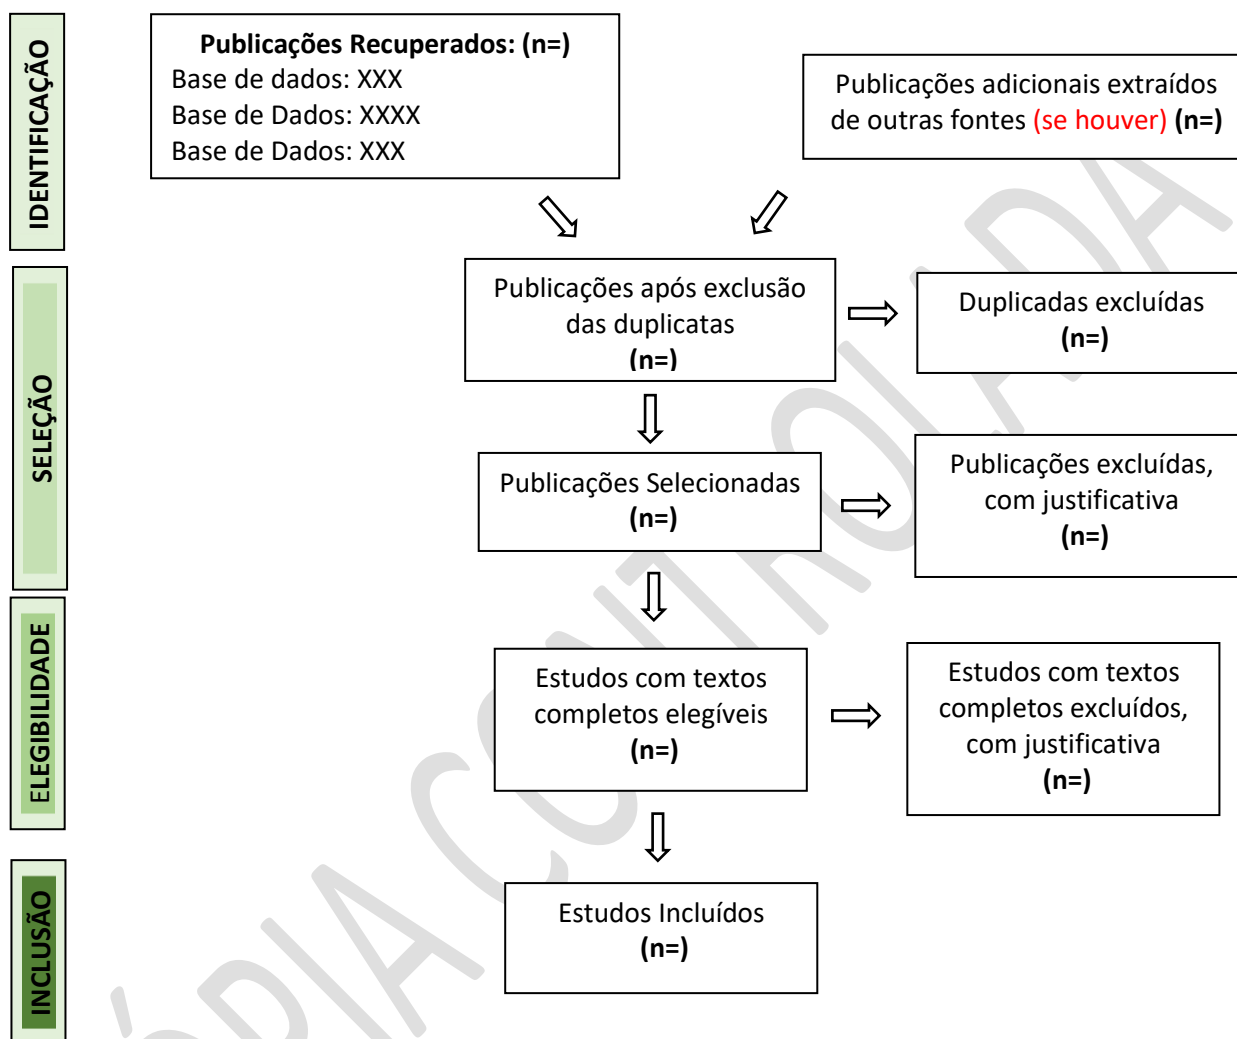 IDENTIFICAÇÃO
Publicações Recuperados: (n=)
Base de dados: XXX
Base de Dados: XXXX
Base de Dados: XXX
Publicações adicionais extraídos
de outras fontes (se houver) (n=)
SELEÇÃO
Publicações após exclusão
das duplicatas
(n=)
Duplicadas excluídas
(n=)
Publicações Selecionadas
(n=)
Publicações excluídas,
com justificativa
(n=)
ELEGIBILIDADE
Estudos com textos
completos elegíveis
(n=)
Estudos com textos
completos excluídos,
com justificativa
(n=)
INCLUSÃO
Estudos Incluídos
(n=)
ÓPIA CONTROLADA